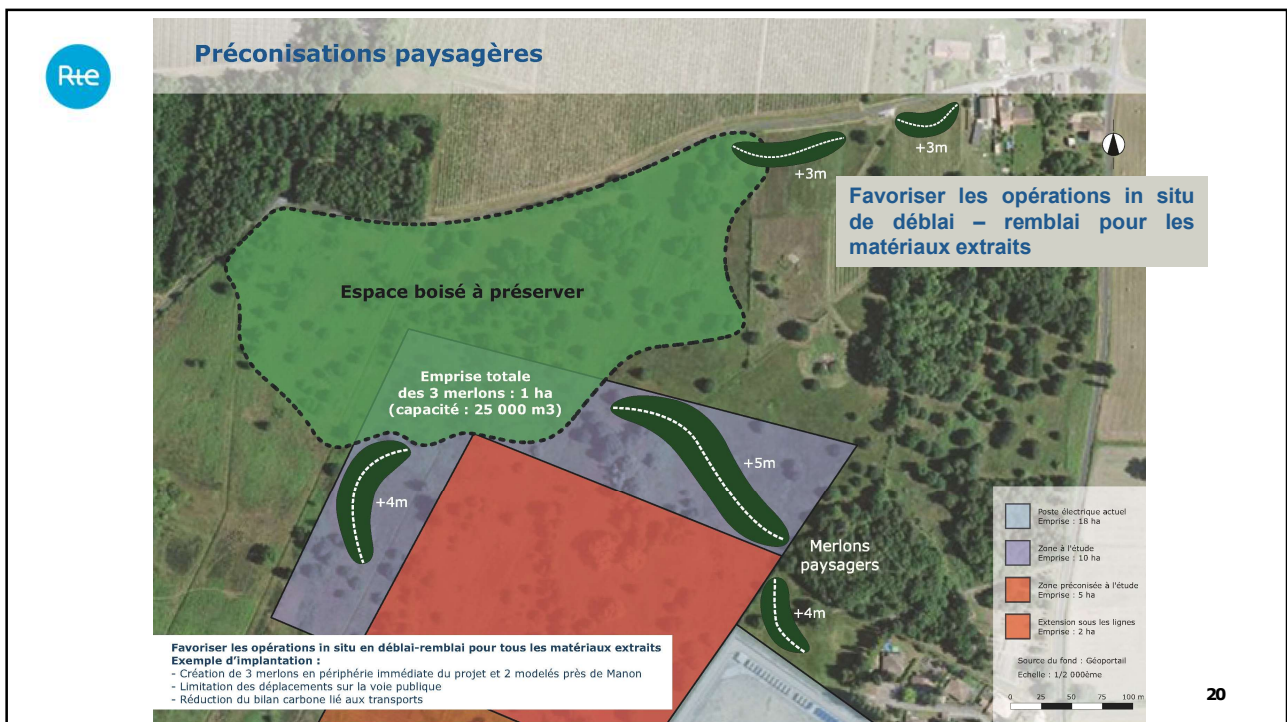 Rte
Préconisations paysagères
+3m
+3m
Favoriser les opérations in situ
de déblai – remblai pour les
matériaux extraits
Espace boisé à préserver
Emprise totale
des 3 merlons : 1 ha
(capacité : 25 000 m3)
+5m
+4m
Merlons
paysagers
+4m
Poste électrique actuel
Emprise : 18 ha
Zone à l'étude
Emprise : 10 ha
Zone préconisée à l'étude
Emprise : 5 ha
Extension sous les lignes
Emprise : 2 ha
Source du fond : Géoportail
Echelle : 1/2 000ème
0 25 50 75 100 m
Favoriser les opérations in situ en déblai-remblai pour tous les matériaux extraits
Exemple d'implantation :
- Création de 3 merlons en périphérie immédiate du projet et 2 modelés près de Manon
- Limitation des déplacements sur la voie publique
- Réduction du bilan carbone lié aux transports
20